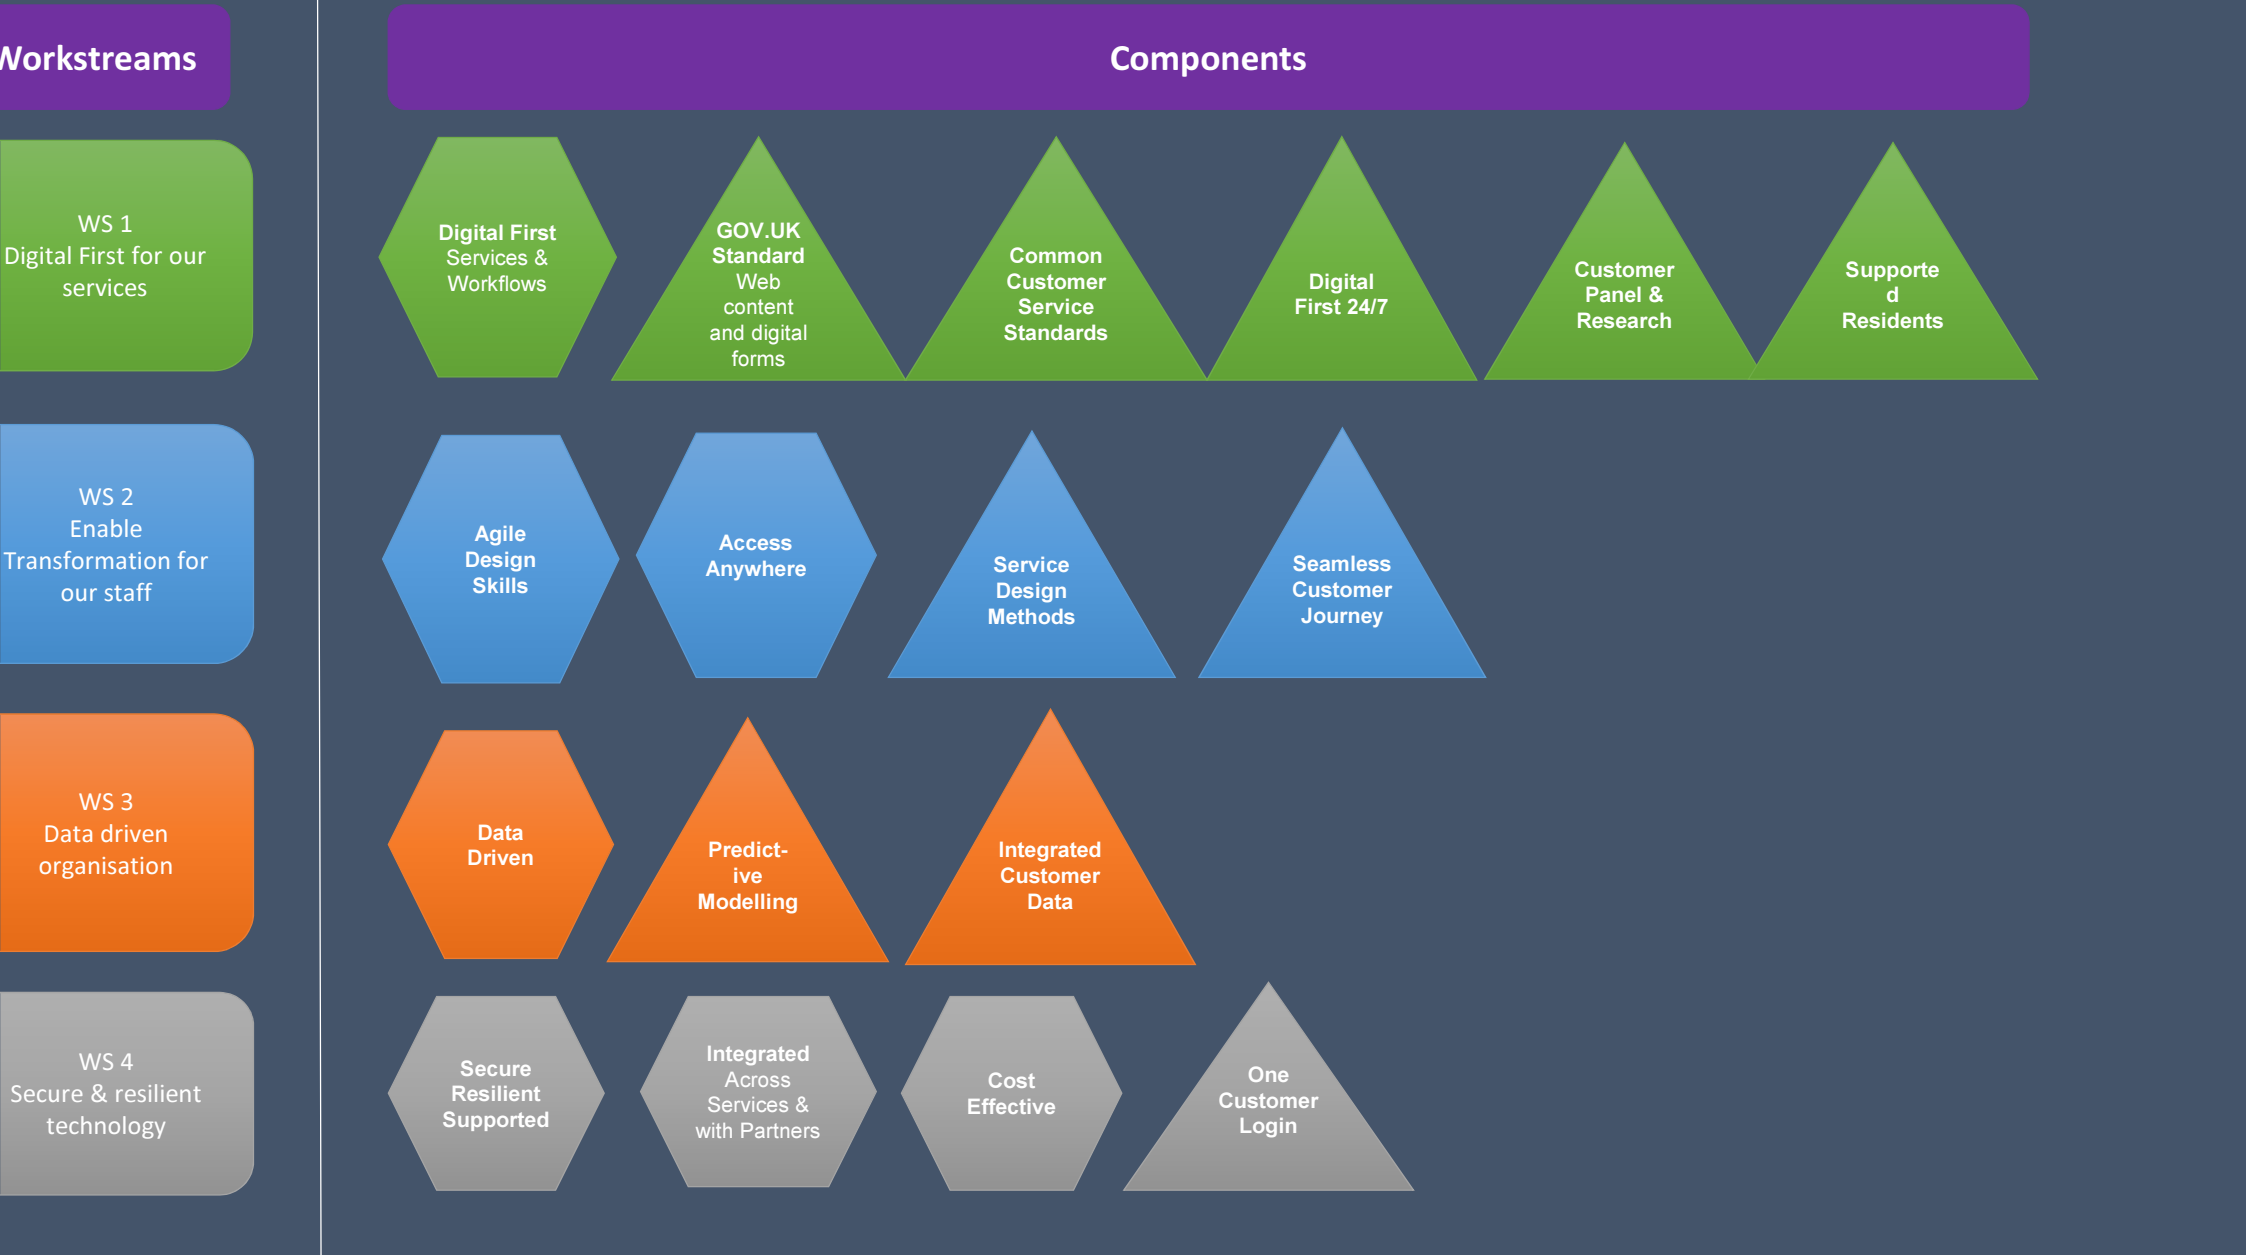 Workstreams
Components
WS 1
Digital First for our
services
Digital First
Services &
Workflows
GOV.UK
Standard
Web
content
and digital
forms
Common
Customer
Service
Standards
Digital
First 24/7
Customer
Panel &
Research
Supporte
d
Residents
WS 2
Enable
Transformation for
our staff
Agile
Design
Skills
Access
Anywhere
Service
Design
Methods
Seamless
Customer
Journey
WS 3
Data driven
organisation
Data
Driven
Predict-
ive
Modelling
Integrated
Customer
Data
WS 4
Secure & resilient
technology
Secure
Resilient
Supported
Integrated
Across
Services &
with Partners
Cost
Effective
One
Customer
Login